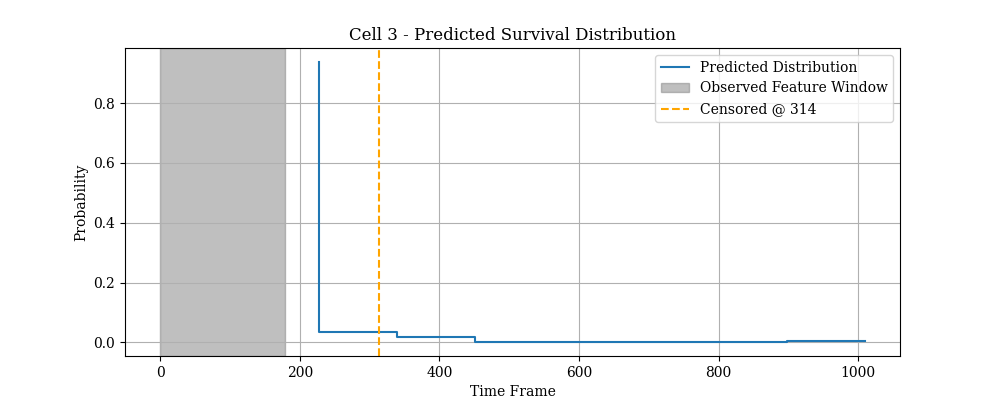 Cell 3 - Predicted Survival Distribution
Predicted Distribution
Observed Feature Window
Censored @ 314
Probability
0.8
0.6
0.4
0.2
0.0
0 200 400 600 800 1000
Time Frame